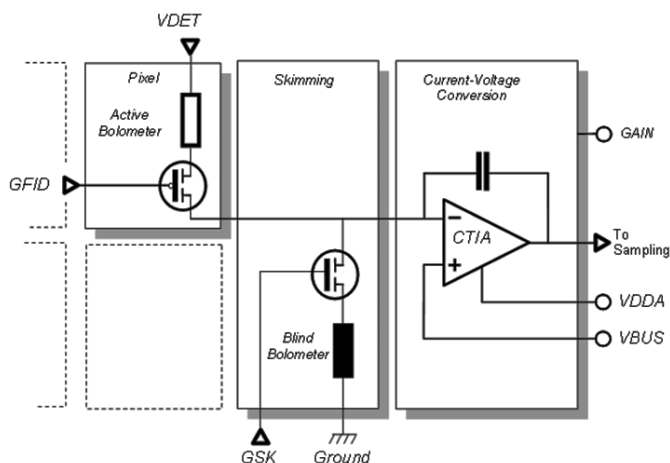 VDET
Pixel
Skimming
Current-Voltage
Conversion
Active
Bolometer
GAIN
GFID
−
CTIA
+
To
Sampling
VDDA
Blind
Bolometer
VBUS
GSK
Ground